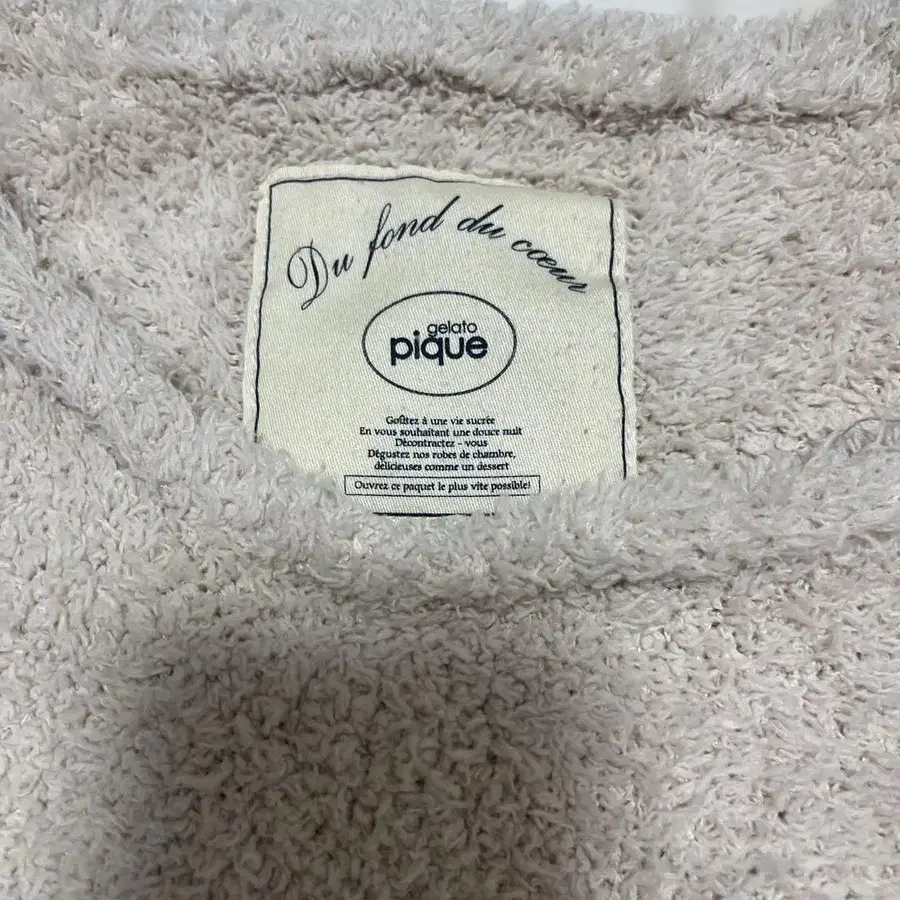 Du fond du cœur
gelato
pique
Goûtez à une vie sucrée
En vous souhaitant une douce nuit
Décontractez - vous
Dégustez nos robes de chambre,
délicieuses comme un dessert
Ouvrez ce paquet le plus vite possible!